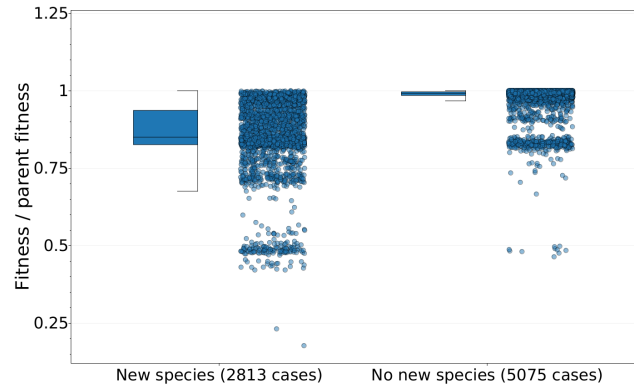 1.25
1
0.75
0.5
0.25
Fitness / parent fitness
New species (2813 cases)
No new species (5075 cases)